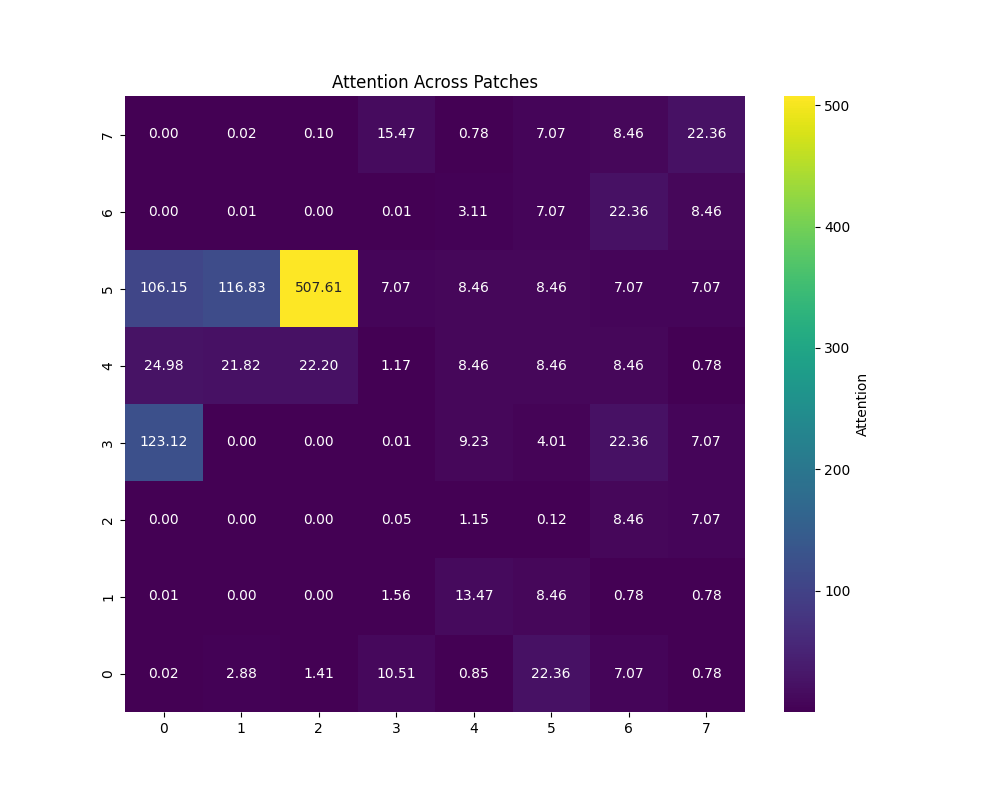 Attention Across Patches
7 0.00 0.02 0.10 15.47 0.78 7.07 8.46 22.36
6 0.00 0.01 0.00 0.01 3.11 7.07 22.36 8.46
5 106.15 116.83 507.61 7.07 8.46 8.46 7.07 7.07
4 24.98 21.82 22.20 1.17 8.46 8.46 8.46 0.78
3 123.12 0.00 0.00 0.01 9.23 4.01 22.36 7.07
2 0.00 0.00 0.00 0.05 1.15 0.12 8.46 7.07
1 0.01 0.00 0.00 1.56 13.47 8.46 0.78 0.78
0 0.02 2.88 1.41 10.51 0.85 22.36 7.07 0.78
0 1 2 3 4 5 6 7
500
400
300
200
100
Attention